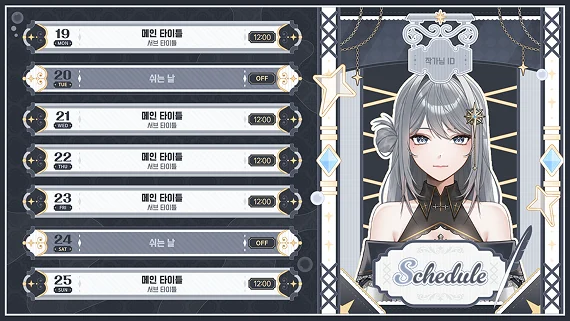 19
MON
메인 타이틀
서브 타이틀
12:00
20
TUE
쉬는 날
OFF
21
WED
메인 타이틀
서브 타이틀
12:00
22
THU
메인 타이틀
서브 타이틀
12:00
23
FRI
메인 타이틀
서브 타이틀
12:00
24
SAT
쉬는 날
OFF
25
SUN
메인 타이틀
서브 타이틀
12:00
작가님 ID
Schedule